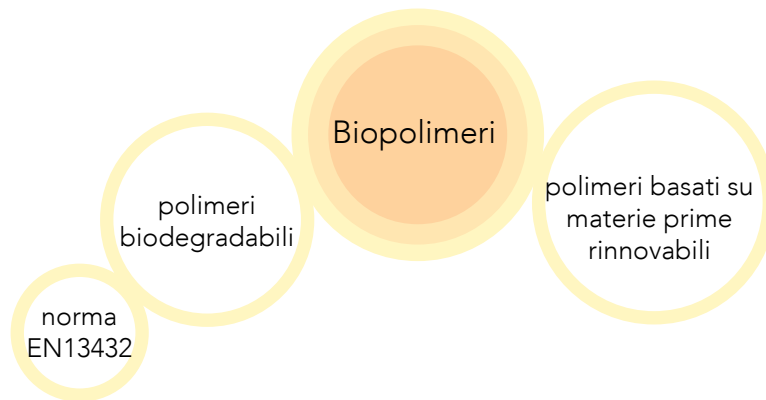 Biopolimeri
polimeri
biodegradabili
polimeri basati su
materie prime
rinnovabili
norma
EN13432